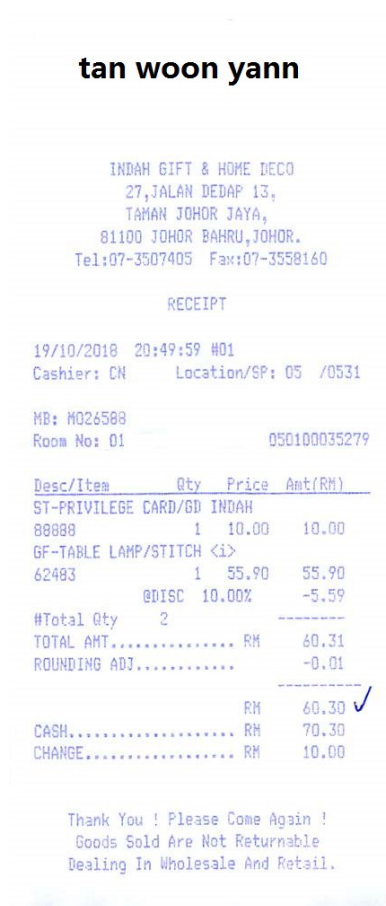 tan woon yann
INDAH GIFT & HOME DECO
27,JALAN DEDAP 13,
TAMAN JOHOR JAYA,
81100 JOHOR BAHRU,JOHOR.
Tel:07-3507405 Fax:07-3558160
RECEIPT
19/10/2018 20:49:59 #01
Cashier: CN Location/SP: 05 /0531
MB: M026588
Room No: 01 050100035279
Desc/Item Qty Price Amt(RM)
ST-PRIVILEGE CARD/GD INDAH
88888 1 10.00 10.00
GF-TABLE LAMP/STITCH <i>
62483 1 55.90 55.90
@DISC 10.00% -5.59
#Total Qty 2 --------
TOTAL AMT............... RM 60.31
ROUNDING ADJ............ -0.01
----------
RM 60.30
CASH.................... RM 70.30
CHANGE.................. RM 10.00
Thank You ! Please Come Again !
Goods Sold Are Not Returnable
Dealing In Wholesale And Retail.